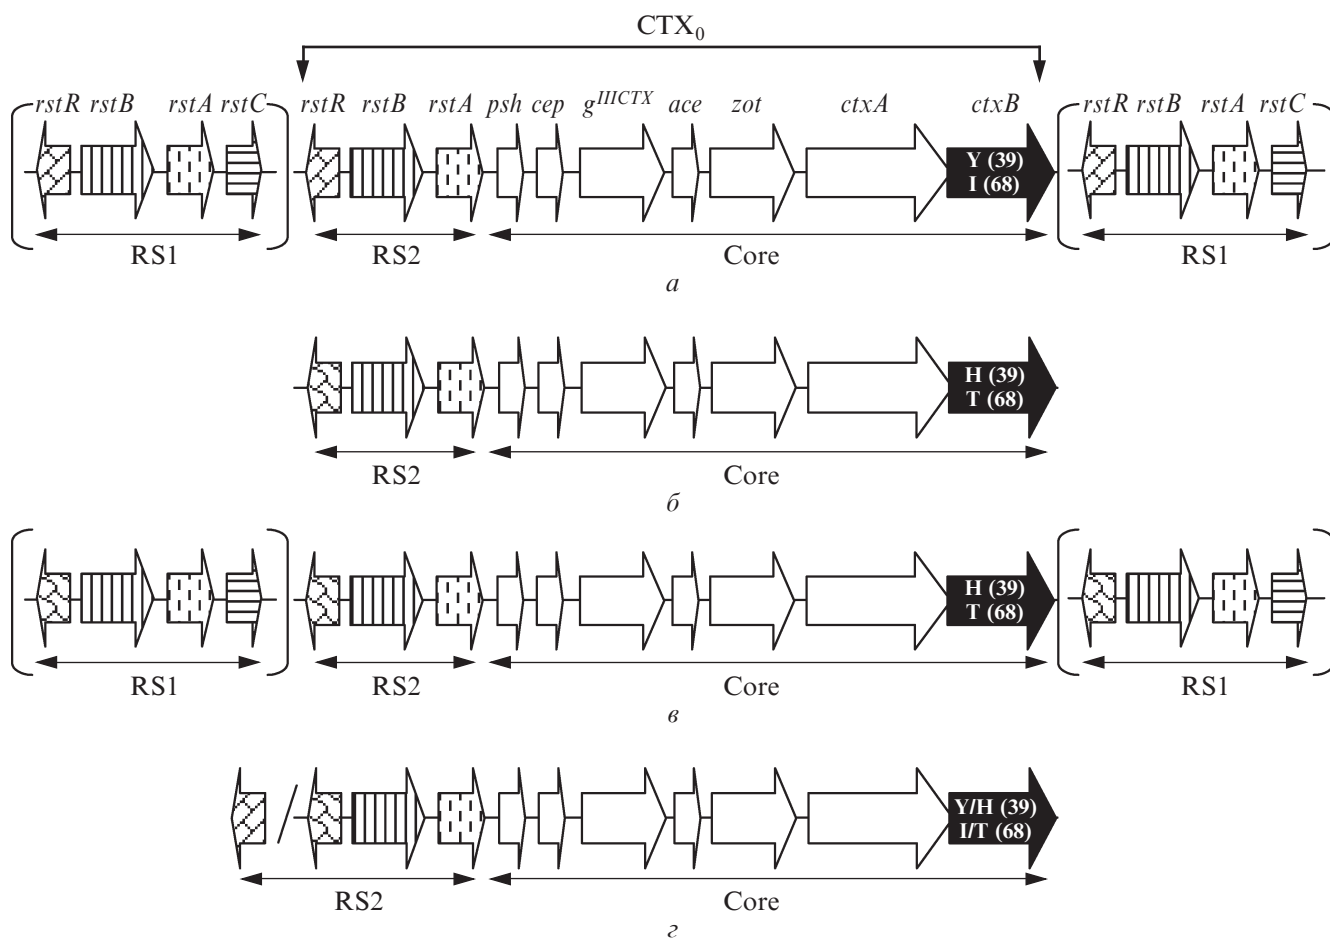 CTX₀
rstR rstB rstA rstC rstR rstB rstA psh cep g^IIICTX ace zot ctxA ctxB rstR rstB rstA rstC
Y (39)
I (68)
RS1 RS2 Core RS1
а
H (39)
T (68)
RS2 Core
б
H (39)
T (68)
RS1 RS2 Core RS1
в
Y/H (39)
I/T (68)
RS2 Core
г